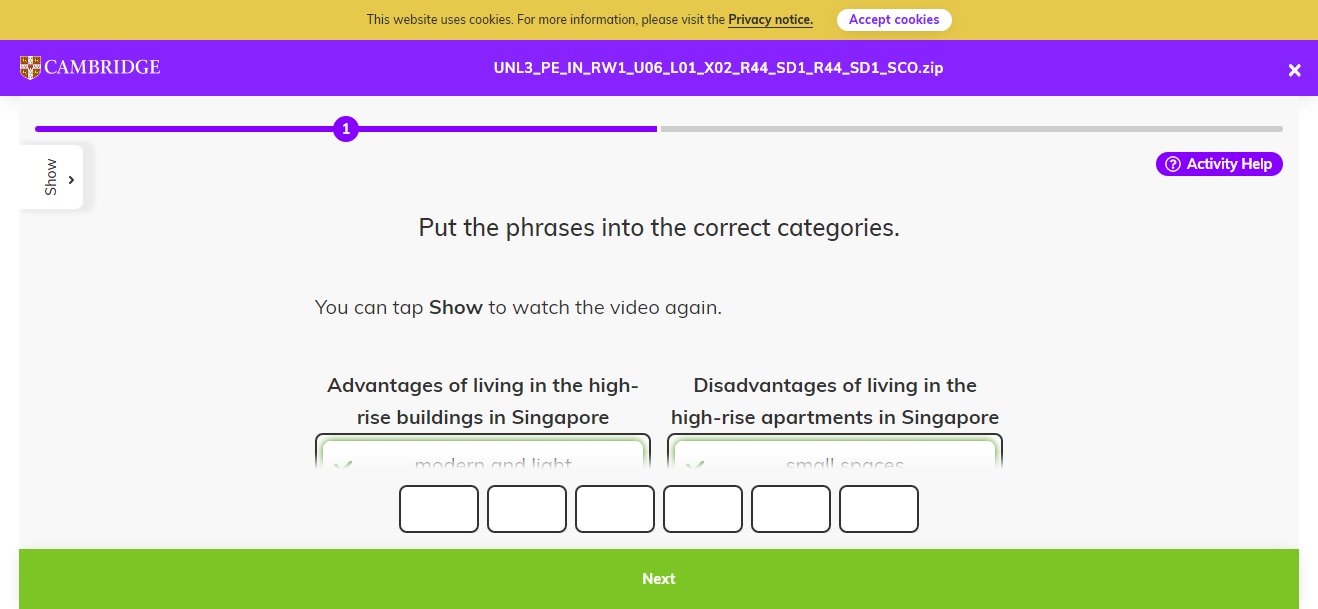 This website uses cookies. For more information, please visit the Privacy notice.
Accept cookies
CAMBRIDGE
UNL3_PE_IN_RW1_U06_L01_X02_R44_SD1_R44_SD1_SCO.zip
1
Show
Activity Help
Put the phrases into the correct categories.
You can tap Show to watch the video again.
Advantages of living in the high-
rise buildings in Singapore
Disadvantages of living in the
high-rise apartments in Singapore
modern and light
small spaces
Next